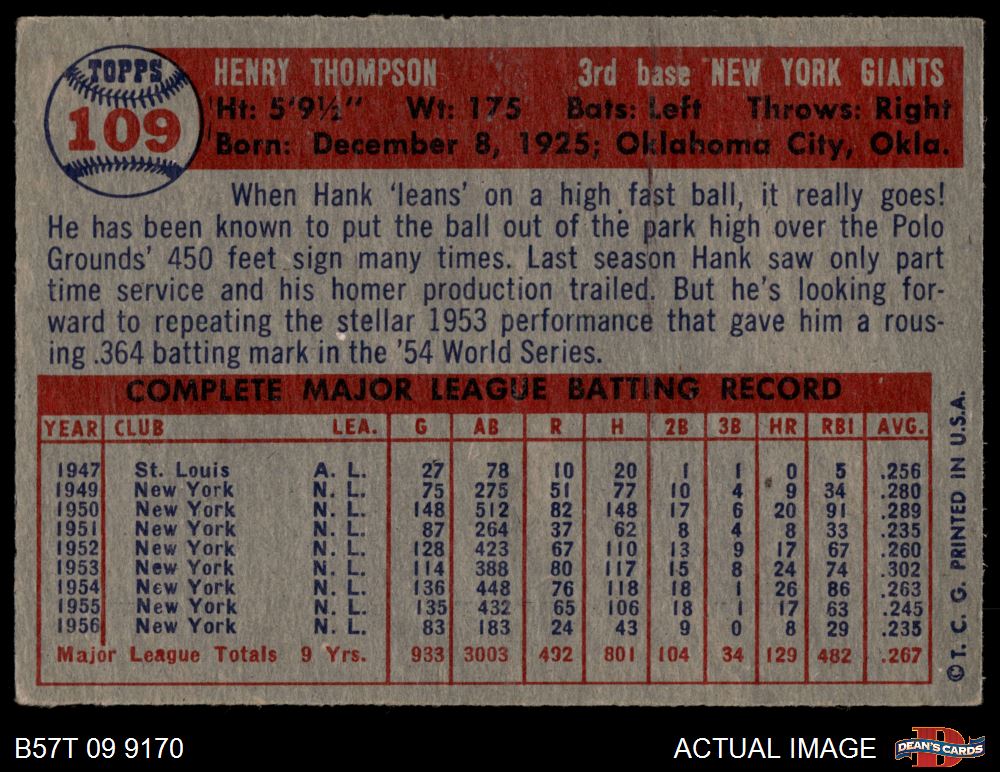 TOPPS
109
HENRY THOMPSON 3rd base NEW YORK GIANTS
Ht: 5'9½" Wt: 175 Bats: Left Throws: Right
Born: December 8, 1925; Oklahoma City, Okla.
When Hank 'leans' on a high fast ball, it really goes!
He has been known to put the ball out of the park high over the Polo
Grounds' 450 feet sign many times. Last season Hank saw only part
time service and his homer production trailed. But he's looking for-
ward to repeating the stellar 1953 performance that gave him a rous-
ing .364 batting mark in the '54 World Series.
COMPLETE MAJOR LEAGUE BATTING RECORD
YEAR CLUB LEA. G AB R H 2B 3B HR RBI AVG.
1947 St. Louis A. L. 27 78 10 20 1 1 0 5 .256
1949 New York N. L. 75 275 51 77 10 4 9 34 .280
1950 New York N. L. 148 512 82 148 17 6 20 91 .289
1951 New York N. L. 87 264 37 62 8 4 8 33 .235
1952 New York N. L. 128 423 67 110 13 9 17 67 .260
1953 New York N. L. 114 388 80 117 15 8 24 74 .302
1954 New York N. L. 136 448 76 118 18 1 26 86 .263
1955 New York N. L. 135 432 65 106 18 1 17 63 .245
1956 New York N. L. 83 183 24 43 9 0 8 29 .235
Major League Totals 9 Yrs. 933 3003 492 801 104 34 129 482 .267
© T. C. G. PRINTED IN U.S.A.
B57T 09 9170
ACTUAL IMAGE
DEAN'S CARDS